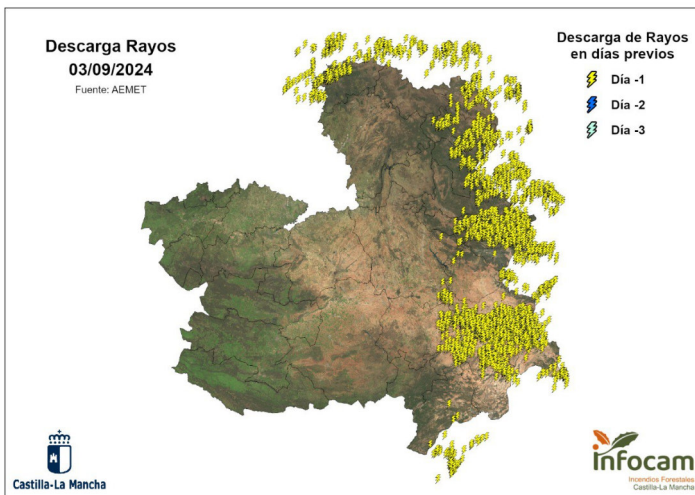 Descarga Rayos
03/09/2024
Fuente: AEMET
Descarga de Rayos
en días previos
Día -1
Día -2
Día -3
Castilla-La Mancha
infocam
Incendios Forestales
Castilla-La Mancha